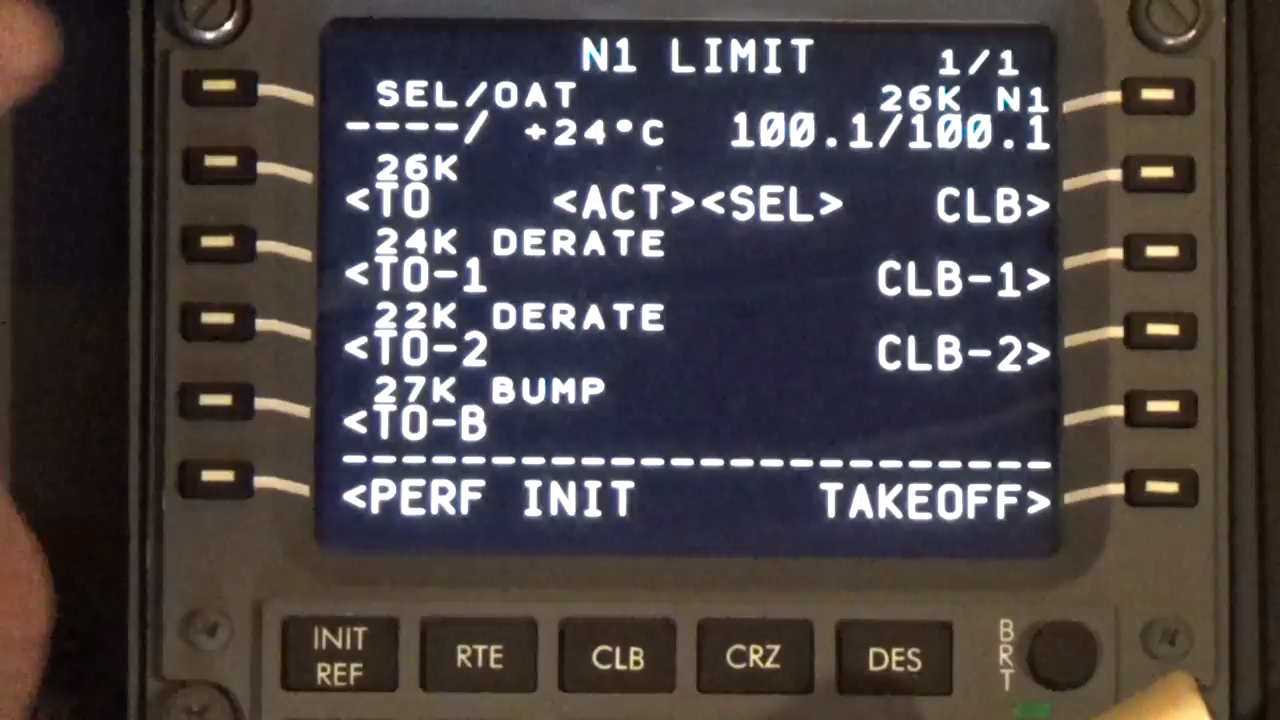 N1 LIMIT 1/1
SEL/OAT 26K N1
----/ +24°C 100.1/100.1
26K
<TO <ACT><SEL> CLB>
24K DERATE
<TO-1 CLB-1>
22K DERATE
<TO-2 CLB-2>
27K BUMP
<TO-B
------------------------
<PERF INIT TAKEOFF>
INIT REF RTE CLB CRZ DES BRT